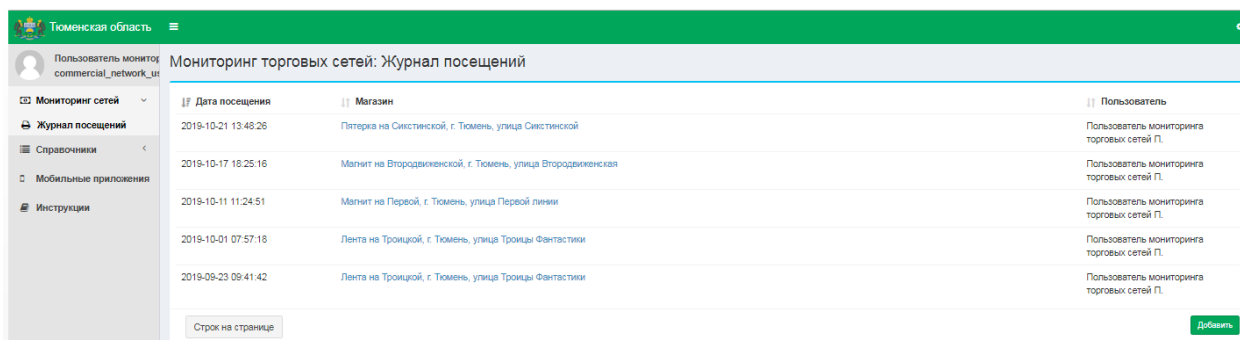 Тюменская область
Пользователь монитор
commercial_network_us
Мониторинг сетей
Журнал посещений
Справочники
Мобильные приложения
Инструкции
Мониторинг торговых сетей: Журнал посещений
Дата посещения Магазин Пользователь
2019-10-21 13:48:26 Пятерка на Сикстинской, г. Тюмень, улица Сикстинской Пользователь мониторинга
торговых сетей П.
2019-10-17 18:25:16 Магнит на Втородвиженской, г. Тюмень, улица Втородвиженская Пользователь мониторинга
торговых сетей П.
2019-10-11 11:24:51 Магнит на Первой, г. Тюмень, улица Первой линии Пользователь мониторинга
торговых сетей П.
2019-10-01 07:57:18 Лента на Троицкой, г. Тюмень, улица Троицы Фантастики Пользователь мониторинга
торговых сетей П.
2019-09-23 09:41:42 Лента на Троицкой, г. Тюмень, улица Троицы Фантастики Пользователь мониторинга
торговых сетей П.
Строк на странице Добавить